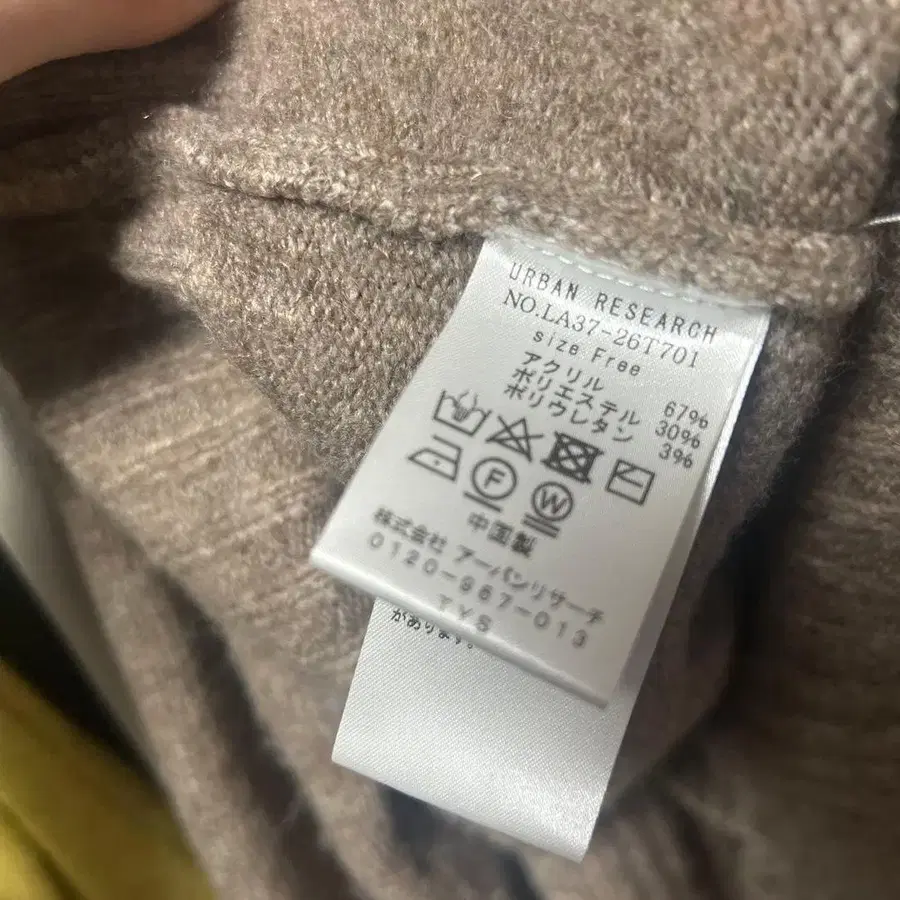 URBAN RESEARCH
NO.LA37-26T701
size Free
アクリル 67%
ポリエステル 30%
ポリウレタン 3%
F W
中国製
株式会社 アーバンリサーチ
0120-967-013
TYS
があります。